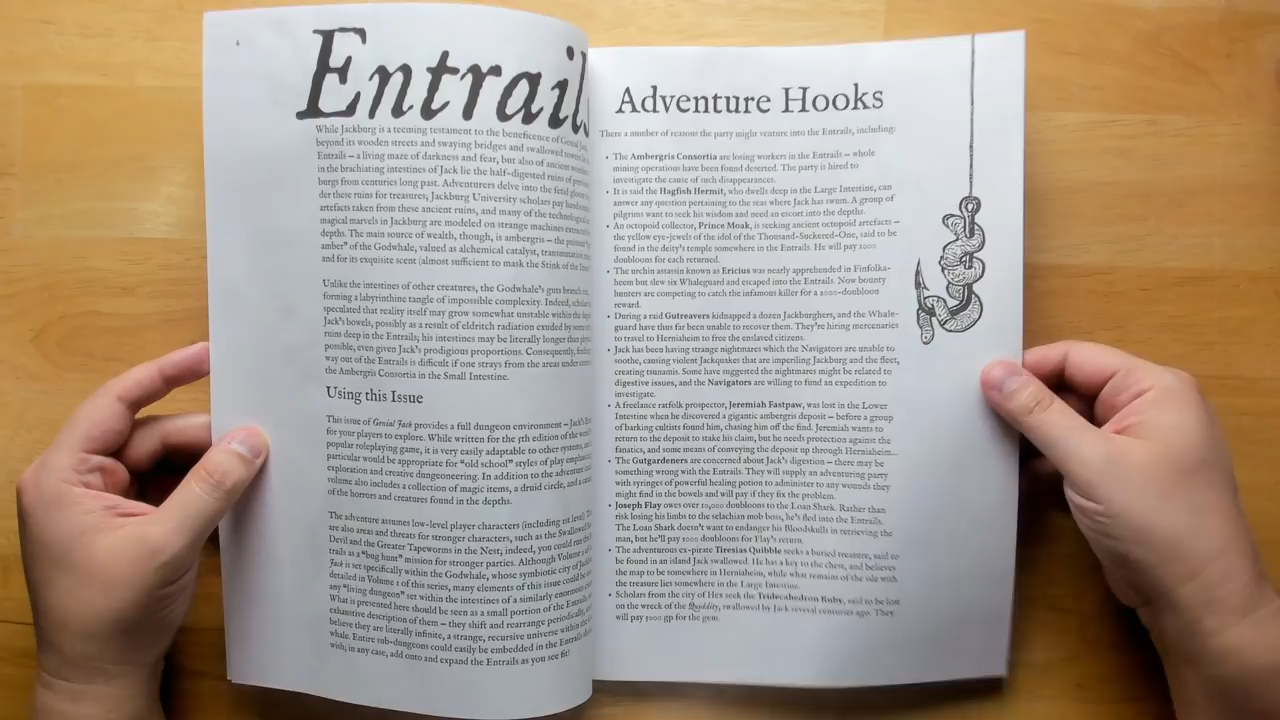 4
Entrails
While Jackburg is a teeming testament to the beneficence of Genial Jack,
beyond its wooden streets and swaying bridges and swallowed towers
Entrails – a living maze of darkness and fear, but also of ancient
in the brachiating intestines of Jack lie the half-digested ruins of
burgs from centuries long past. Adventurers delve into the fetid
der these ruins for treasures; Jackburg University scholars pay
artefacts taken from these ancient ruins, and many of the
magical marvels in Jackburg are modeled on strange machines
depths. The main source of wealth, though, is ambergris – the
amber" of the Godwhale, valued as alchemical catalyst,
and for its exquisite scent (almost sufficient to mask the Stink of the
Unlike the intestines of other creatures, the Godwhale's guts branch
forming a labyrinthine tangle of impossible complexity. Indeed,
speculated that reality itself may grow somewhat unstable within the
Jack's bowels, possibly as a result of eldritch radiation exuded by
ruins deep in the Entrails; his intestines may be literally longer than
possible, even given Jack's prodigious proportions. Consequently,
way out of the Entrails is difficult if one strays from the areas under
the Ambergris Consortia in the Small Intestine.
Using this Issue
This issue of Genial Jack provides a full dungeon environment – Jack's
for your players to explore. While written for the 5th edition of the
popular roleplaying game, it is very easily adaptable to other systems,
particular would be appropriate for "old school" styles of play
exploration and creative dungeoneering. In addition to the adventure
volume also includes a collection of magic items, a druid circle, and a
of the horrors and creatures found in the depths.
The adventure assumes low-level player characters (including 1st level)
are also areas and threats for stronger characters, such as the Swallowed
Devil and the Greater Tapeworms in the Nest; indeed, you could run the
trails as a "bug hunt" mission for stronger parties. Although Volume
Jack is set specifically within the Godwhale, whose symbiotic city of
detailed in Volume 1 of this series, many elements of this issue could be
any "living dungeon" set within the intestines of a similarly enormous
What is presented here should be seen as a small portion of the Entrails,
exhaustive description of them – they shift and rearrange periodically,
believe they are literally infinite, a strange, recursive universe within the
whale. Entire sub-dungeons could easily be embedded in the Entrails
wish; in any case, add onto and expand the Entrails as you see fit!
Adventure Hooks
There a number of reasons the party might venture into the Entrails, including:
• The Ambergris Consortia are losing workers in the Entrails – whole
mining operations have been found deserted. The party is hired to
investigate the cause of such disappearances.
• It is said the Hagfish Hermit, who dwells deep in the Large Intestine, can
answer any question pertaining to the seas where Jack has swum. A group of
pilgrims want to seek his wisdom and need an escort into the depths.
• An octopoid collector, Prince Moak, is seeking ancient octopoid artefacts –
the yellow eye-jewels of the idol of the Thousand-Suckered-One, said to be
found in the deity's temple somewhere in the Entrails. He will pay 1000
doubloons for each returned.
• The urchin assassin known as Ericius was nearly apprehended in Finfolka-
heem but slew six Whaleguard and escaped into the Entrails. Now bounty
hunters are competing to catch the infamous killer for a 2000-doubloon
reward.
• During a raid Gutreavers kidnapped a dozen Jackburghers, and the Whale-
guard have thus far been unable to recover them. They're hiring mercenaries
to travel to Herniaheim to free the enslaved citizens.
• Jack has been having strange nightmares which the Navigators are unable to
soothe, causing violent Jackquakes that are imperiling Jackburg and the fleet,
creating tsunamis. Some have suggested the nightmares might be related to
digestive issues, and the Navigators are willing to fund an expedition to
investigate.
• A freelance ratfolk prospector, Jeremiah Fastpaw, was lost in the Lower
Intestine when he discovered a gigantic ambergris deposit – before a group
of barking cultists found him, chasing him off the find. Jeremiah wants to
return to the deposit to stake his claim, but he needs protection against the
fanatics, and some means of conveying the deposit up through Herniaheim...
• The Gutgardeners are concerned about Jack's digestion – there may be
something wrong with the Entrails. They will supply an adventuring party
with syringes of powerful healing potion to administer to any wounds they
might find in the bowels and will pay if they fix the problem.
• Joseph Flay owes over 10,000 doubloons to the Loan Shark. Rather than
risk losing his limbs to the selachian mob boss, he's fled into the Entrails.
The Loan Shark doesn't want to endanger his Bloodskulls in retrieving the
man, but he'll pay 1000 doubloons for Flay's return.
• The adventurous ex-pirate Tiresias Quibble seeks a buried treasure, said to
be found in an island Jack swallowed. He has a key to the chest, and believes
the map to be somewhere in Herniaheim, while what remains of the isle with
the treasure lies somewhere in the Large Intestine.
• Scholars from the city of Hex seek the Tridecahedron Ruby, said to be lost
on the wreck of the Quiddity, swallowed by Jack several centuries ago. They
will pay 5000 gp for the gem.